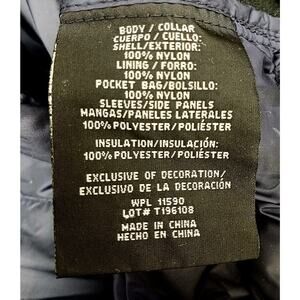 BODY / COLLAR
CUERPO / CUELLO:
SHELL/EXTERIOR:
100% NYLON
LINING / FORRO:
100% NYLON
POCKET BAG/BOLSILLO:
100% NYLON
SLEEVES/SIDE PANELS
MANGAS/PANELES LATERALES
100% POLYESTER/POLIÉSTER
INSULATION/INSULACIÓN:
100% POLYESTER/POLIÉSTER
EXCLUSIVE OF DECORATION/
EXCLUSIVO DE LA DECORACIÓN
WPL 11590
LOT# T196108
MADE IN CHINA
HECHO EN CHINA